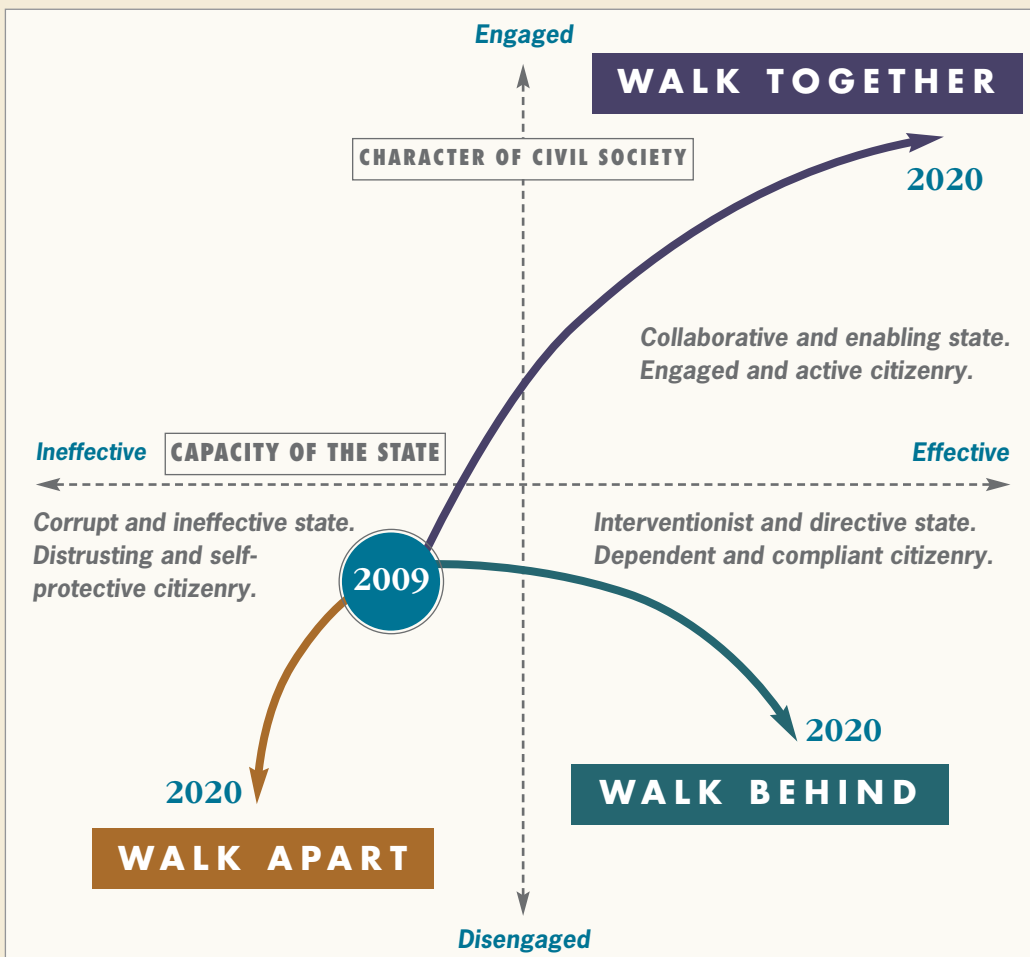 Engaged
WALK TOGETHER
CHARACTER OF CIVIL SOCIETY
2020
Collaborative and enabling state.
Engaged and active citizenry.
Ineffective
CAPACITY OF THE STATE
Effective
Corrupt and ineffective state.
Distrusting and self-
protective citizenry.
Interventionist and directive state.
Dependent and compliant citizenry.
2009
2020
WALK BEHIND
2020
WALK APART
Disengaged